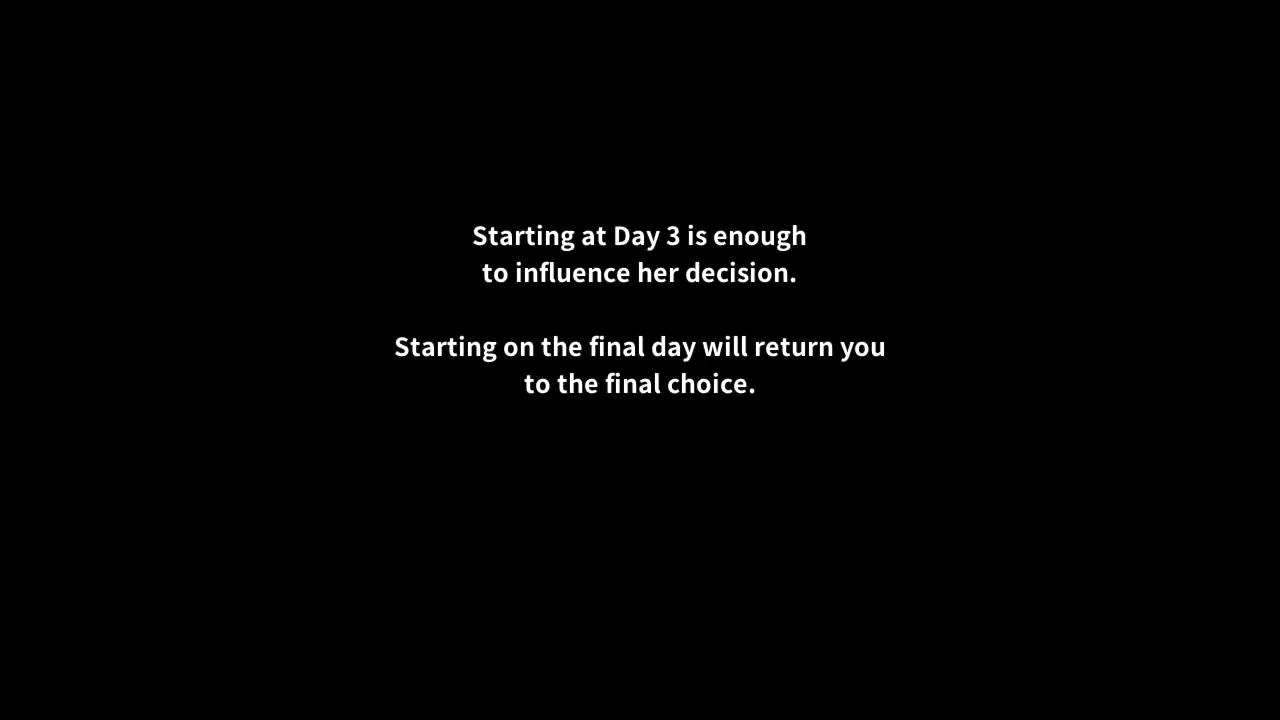 Starting at Day 3 is enough
to influence her decision.
Starting on the final day will return you
to the final choice.